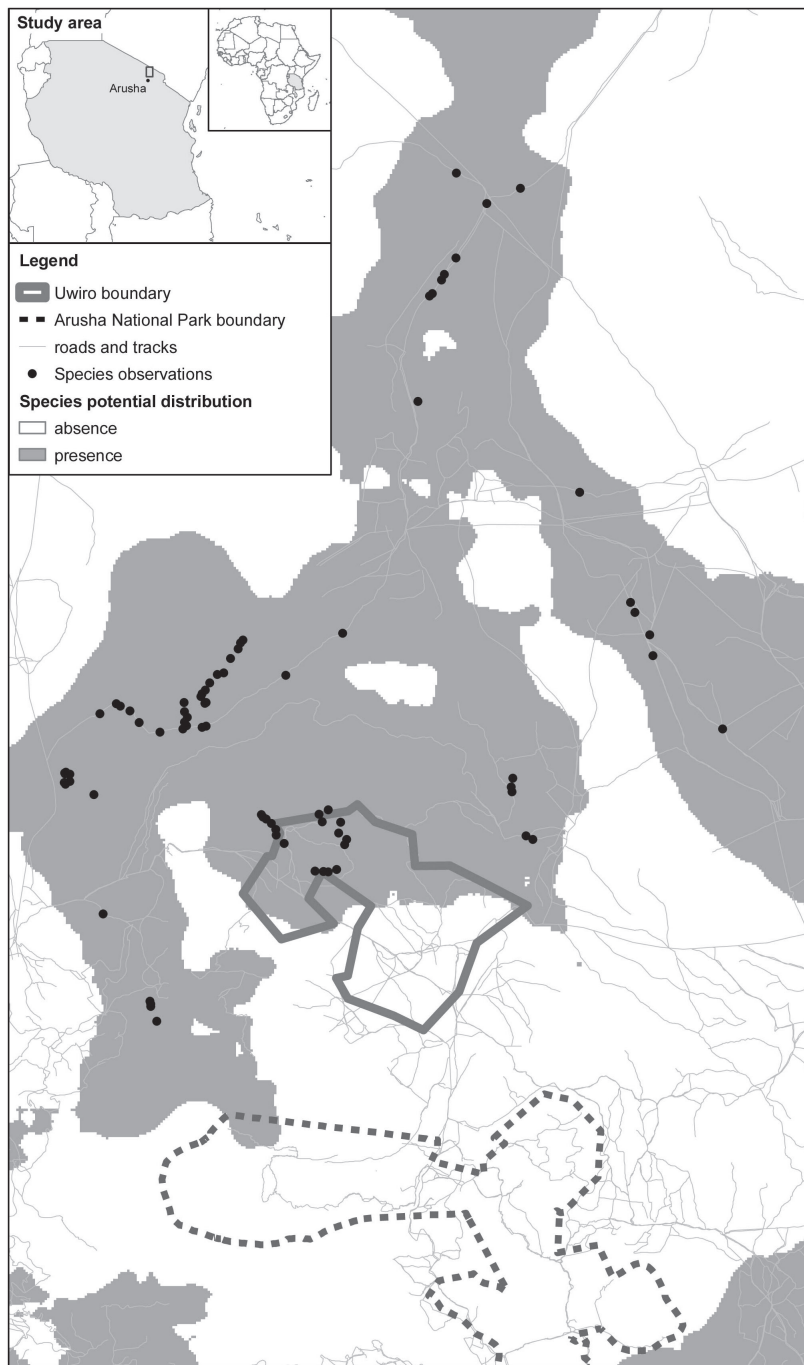 Study area
Arusha
Legend
Uwiro boundary
Arusha National Park boundary
roads and tracks
Species observations
Species potential distribution
absence
presence